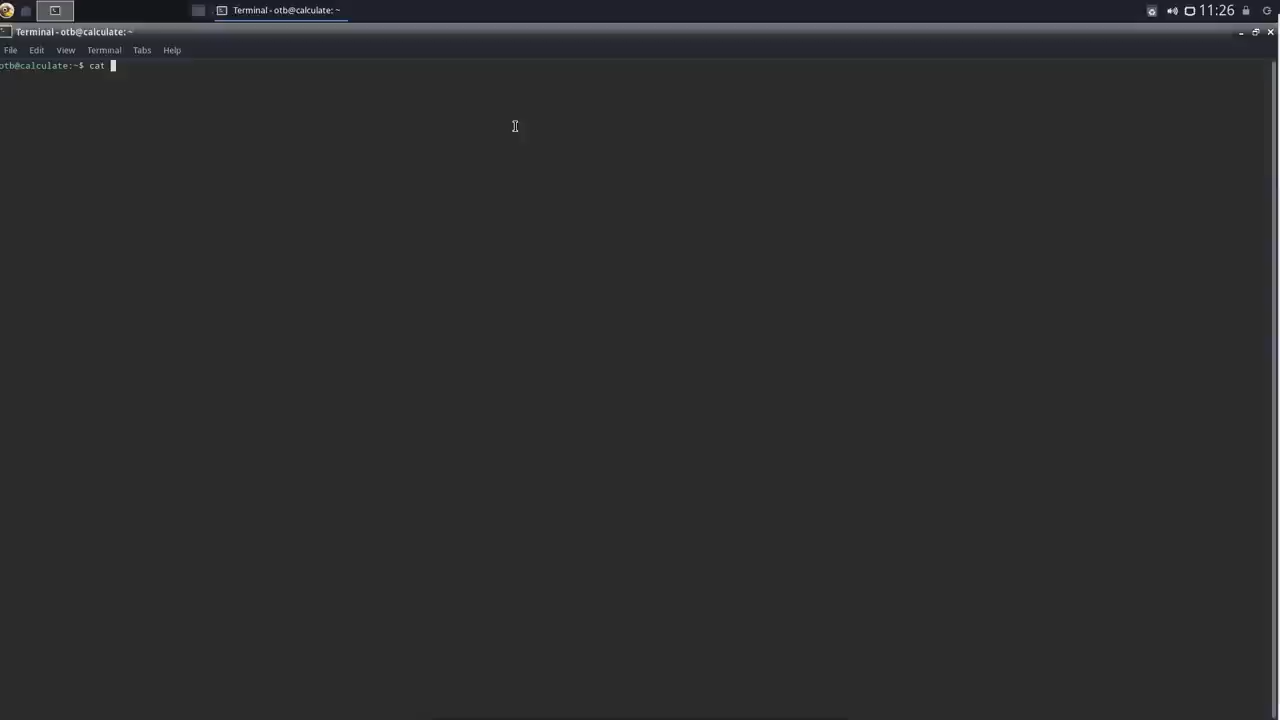 Terminal - otb@calculate: ~
11:26
Terminal - otb@calculate: ~
File Edit View Terminal Tabs Help
otb@calculate:~$ cat